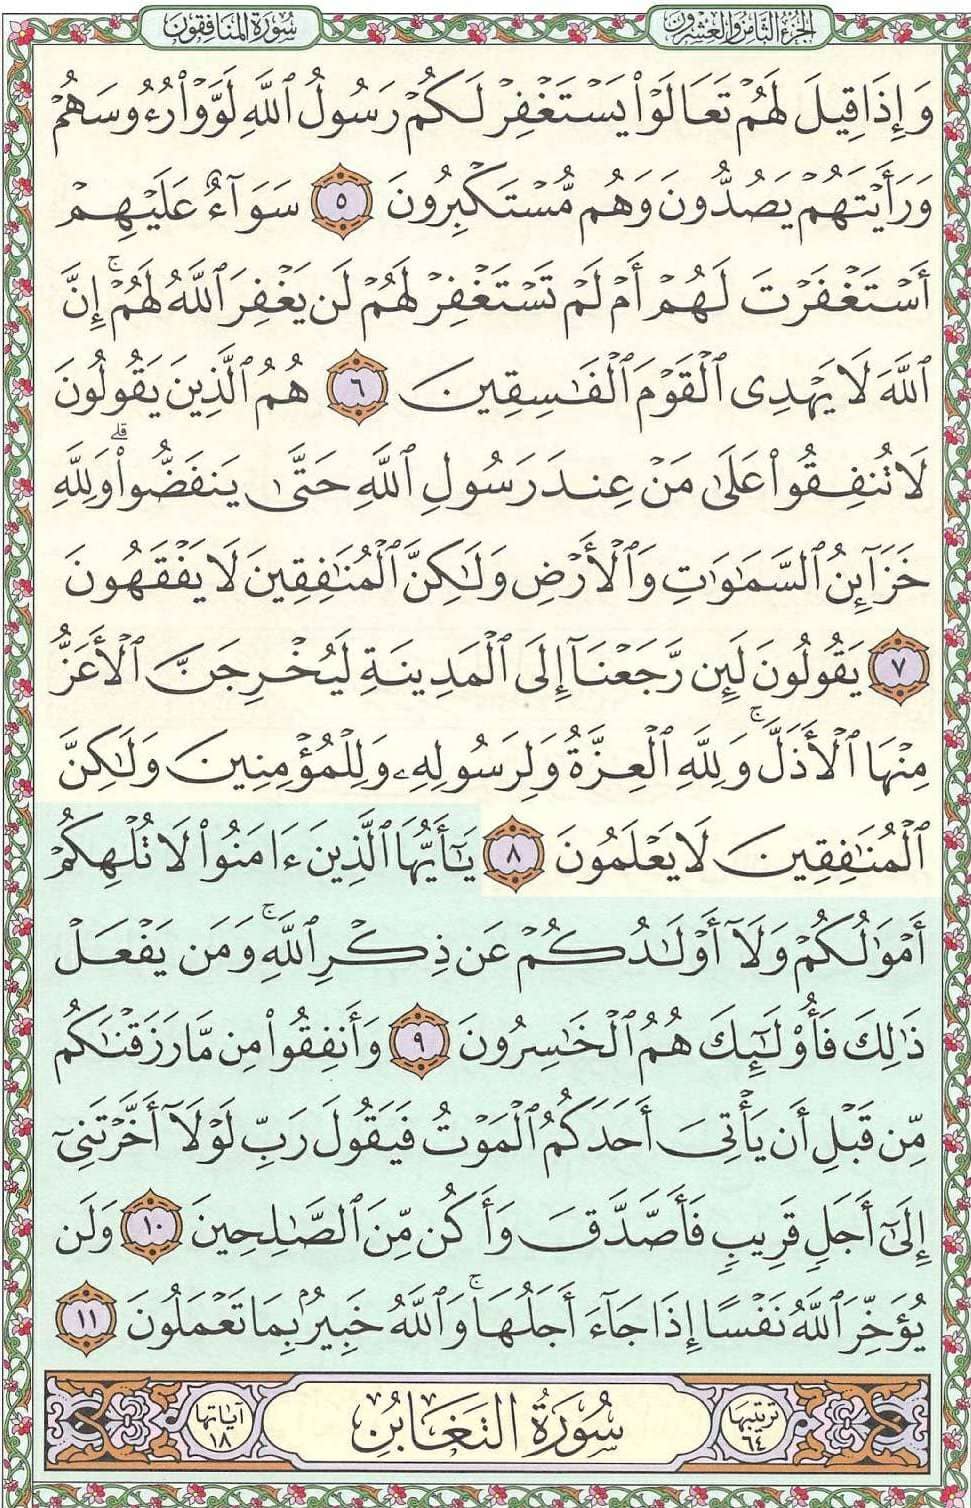 الجزء الثامن والعشرون
سورة المنافقون
وَإِذَا قِيلَ لَهُمْ تَعَالَوْا۟ يَسْتَغْفِرْ لَكُمْ رَسُولُ ٱللَّهِ لَوَّوْا۟ رُءُوسَهُمْ
وَرَأَيْتَهُمْ يَصُدُّونَ وَهُم مُّسْتَكْبِرُونَ ٥ سَوَآءٌ عَلَيْهِمْ
أَسْتَغْفَرْتَ لَهُمْ أَمْ لَمْ تَسْتَغْفِرْ لَهُمْ لَن يَغْفِرَ ٱللَّهُ لَهُمْ ۚ إِنَّ
ٱللَّهَ لَا يَهْدِى ٱلْقَوْمَ ٱلْفَـٰسِقِينَ ٦ هُمُ ٱلَّذِينَ يَقُولُونَ
لَا تُنفِقُوا۟ عَلَىٰ مَنْ عِندَ رَسُولِ ٱللَّهِ حَتَّىٰ يَنفَضُّوا۟ ۗ وَلِلَّهِ
خَزَآئِنُ ٱلسَّمَـٰوَٰتِ وَٱلْأَرْضِ وَلَـٰكِنَّ ٱلْمُنَـٰفِقِينَ لَا يَفْقَهُونَ
٧ يَقُولُونَ لَئِن رَّجَعْنَآ إِلَى ٱلْمَدِينَةِ لَيُخْرِجَنَّ ٱلْأَعَزُّ
مِنْهَا ٱلْأَذَلَّ ۚ وَلِلَّهِ ٱلْعِزَّةُ وَلِرَسُولِهِۦ وَلِلْمُؤْمِنِينَ وَلَـٰكِنَّ
ٱلْمُنَـٰفِقِينَ لَا يَعْلَمُونَ ٨ يَـٰٓأَيُّهَا ٱلَّذِينَ ءَامَنُوا۟ لَا تُلْهِكُمْ
أَمْوَٰلُكُمْ وَلَآ أَوْلَـٰدُكُمْ عَن ذِكْرِ ٱللَّهِ ۚ وَمَن يَفْعَلْ
ذَٰلِكَ فَأُو۟لَـٰٓئِكَ هُمُ ٱلْخَـٰسِرُونَ ٩ وَأَنفِقُوا۟ مِن مَّا رَزَقْنَـٰكُم
مِّن قَبْلِ أَن يَأْتِىَ أَحَدَكُمُ ٱلْمَوْتُ فَيَقُولَ رَبِّ لَوْلَآ أَخَّرْتَنِىٓ
إِلَىٰٓ أَجَلٍ قَرِيبٍ فَأَصَّدَّقَ وَأَكُن مِّنَ ٱلصَّـٰلِحِينَ ١٠ وَلَن
يُؤَخِّرَ ٱللَّهُ نَفْسًا إِذَا جَآءَ أَجَلُهَا ۚ وَٱللَّهُ خَبِيرٌۢ بِمَا تَعْمَلُونَ ١١
ترتيبها ٦٤ سُورَةُ التَّغَابُنِ آياتها ١٨